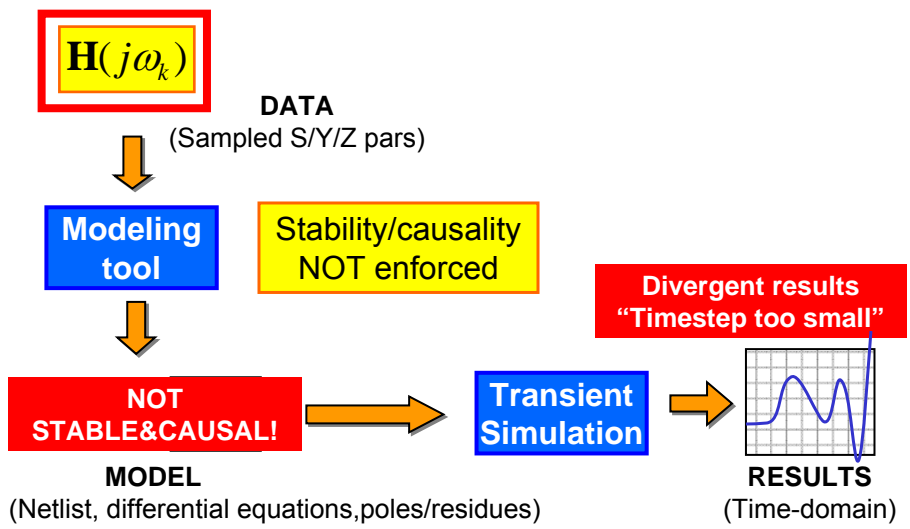 H(jωₖ)
DATA
(Sampled S/Y/Z pars)
Modeling
tool
Stability/causality
NOT enforced
NOT
STABLE&CAUSAL!
MODEL
(Netlist, differential equations,poles/residues)
Transient
Simulation
Divergent results
“Timestep too small”
RESULTS
(Time-domain)